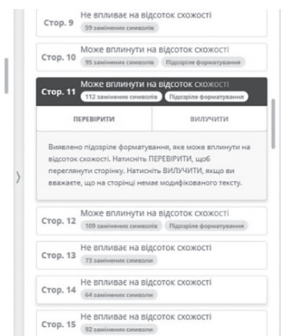 Стор. 9 Не впливає на відсоток схожості
59 замінених символів
Стор. 10 Може вплинути на відсоток схожості
95 замінених символів Підозріле форматування
Стор. 11 Може вплинути на відсоток схожості
112 замінених символів Підозріле форматування
ПЕРЕВІРИТИ ВИЛУЧИТИ
Виявлено підозріле форматування, яке може вплинути на
відсоток схожості. Натисніть ПЕРЕВІРИТИ, щоб
переглянути сторінку. Натисніть ВИЛУЧИТИ, якщо ви
вважаєте, що на сторінці немає модифікованого тексту.
Стор. 12 Може вплинути на відсоток схожості
109 замінених символів Підозріле форматування
Стор. 13 Не впливає на відсоток схожості
73 замінених символи
Стор. 14 Не впливає на відсоток схожості
64 замінених символи
Стор. 15 Не впливає на відсоток схожості
92 замінених символи